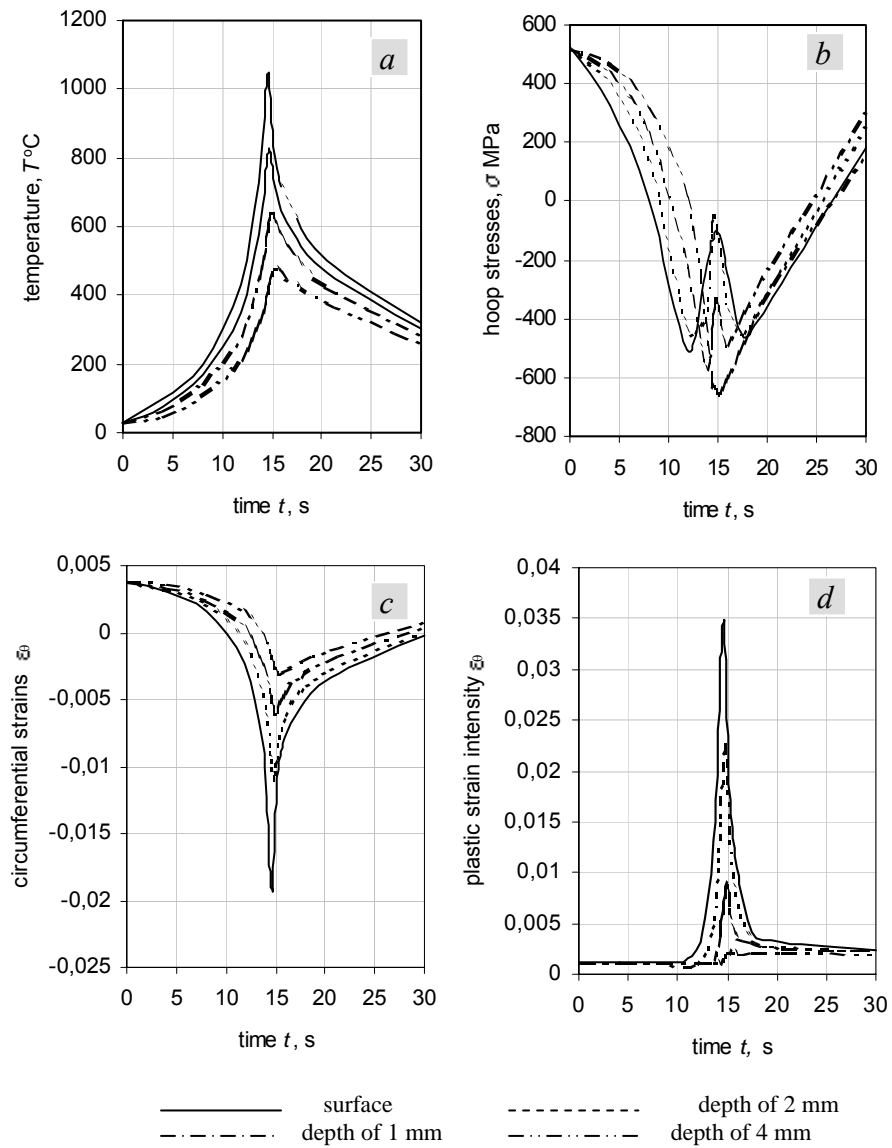 a
temperature, T°C
1200
1000
800
600
400
200
0
0 5 10 15 20 25 30
time t, s
b
hoop stresses, σ MPa
600
400
200
0
-200
-400
-600
-800
0 5 10 15 20 25 30
time t, s
c
circumferential strains εθ
0,005
0
-0,005
-0,01
-0,015
-0,02
-0,025
0 5 10 15 20 25 30
time t, s
d
plastic strain intensity εθ
0,04
0,035
0,03
0,025
0,02
0,015
0,01
0,005
0
0 5 10 15 20 25 30
time t, s
surface
depth of 2 mm
depth of 1 mm
depth of 4 mm